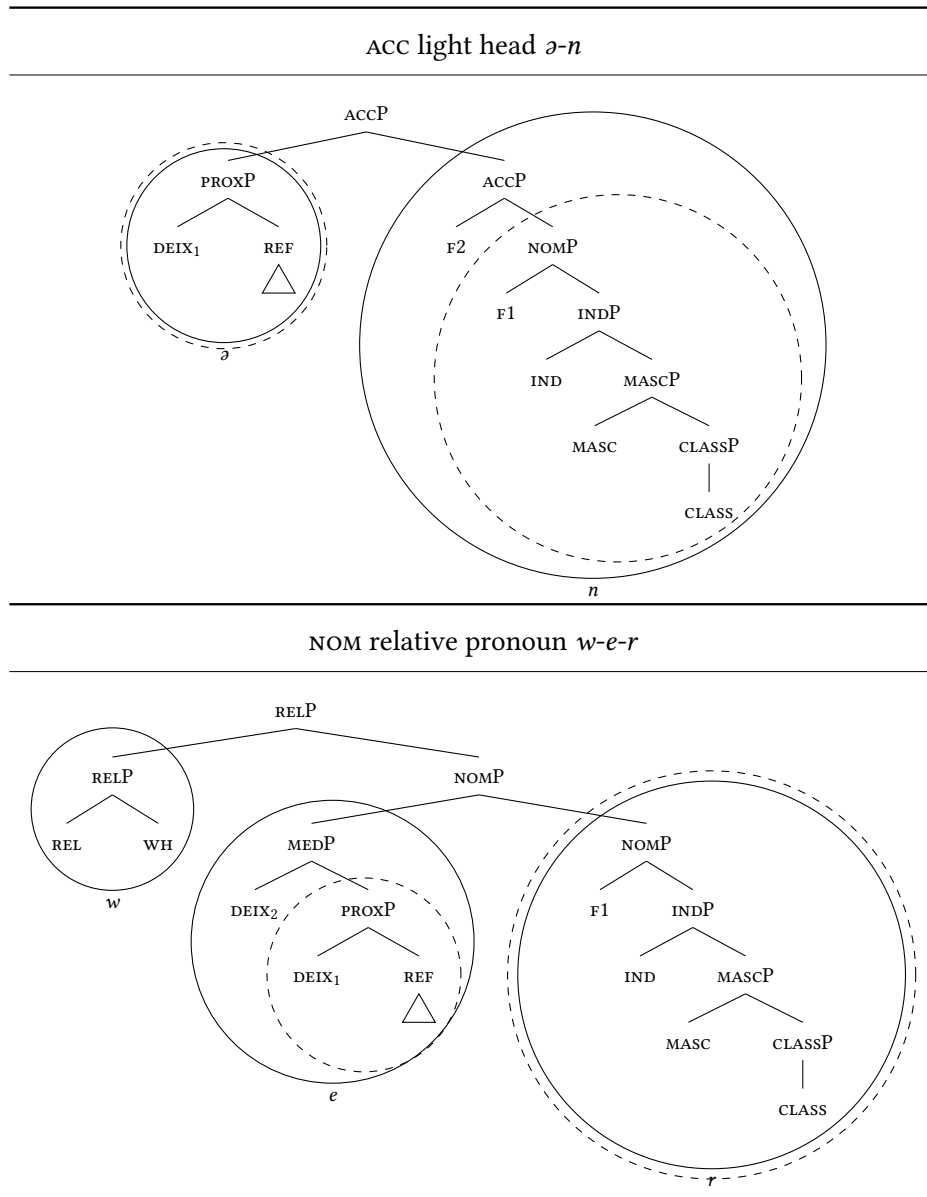 ACC light head ə-n
ACCP
PROXP ACCP
DEIX₁ REF F2 NOMP
F1 INDP
ə
IND MASCP
MASC CLASSP
CLASS
n
NOM relative pronoun w-e-r
RELP
RELP NOMP
REL WH MEDP NOMP
w DEIX₂ PROXP F1 INDP
DEIX₁ REF IND MASCP
MASC CLASSP
e
CLASS
r